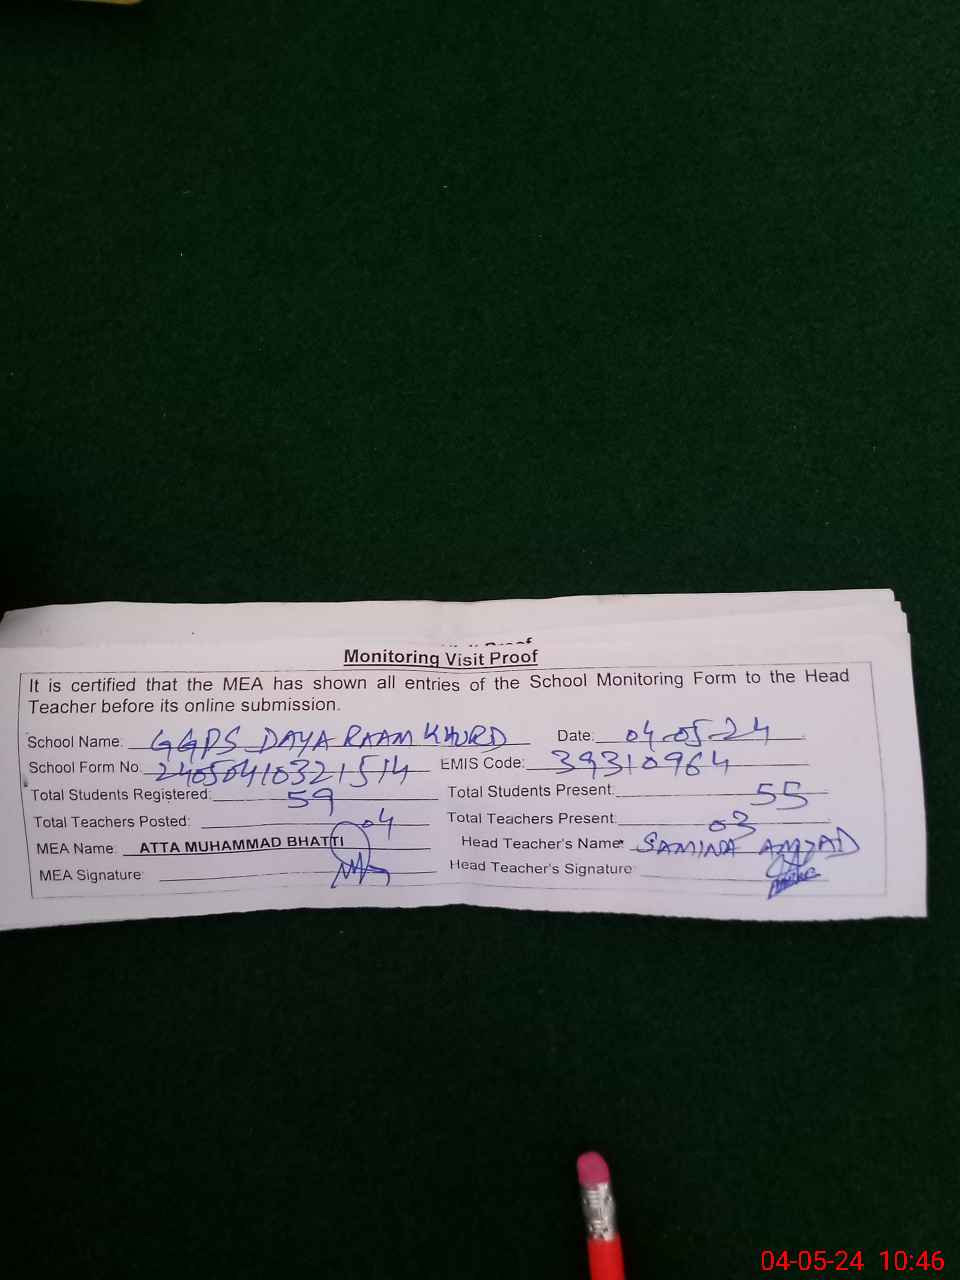 Monitoring Visit Proof
It is certified that the MEA has shown all entries of the School Monitoring Form to the Head
Teacher before its online submission.
School Name: GGPS DAYA RAAM KHURD Date: 04-05-24
School Form No. 24050410321514 EMIS Code: 39310964
Total Students Registered: 59 Total Students Present: 55
Total Teachers Posted: 04 Total Teachers Present: 03
MEA Name: ATTA MUHAMMAD BHATTI Head Teacher's Name: SAMINA AMJAD
MEA Signature: Head Teacher's Signature:
04-05-24 10:46